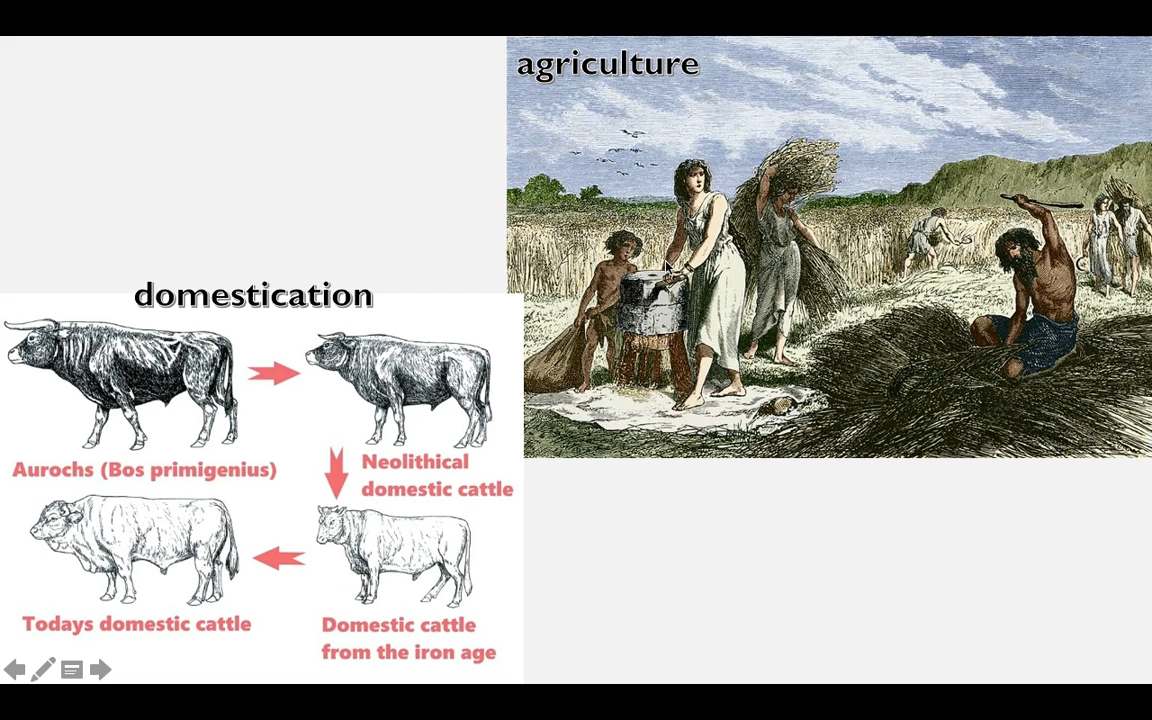 agriculture
domestication
Aurochs (Bos primigenius)
Neolithical
domestic cattle
Todays domestic cattle
Domestic cattle
from the iron age